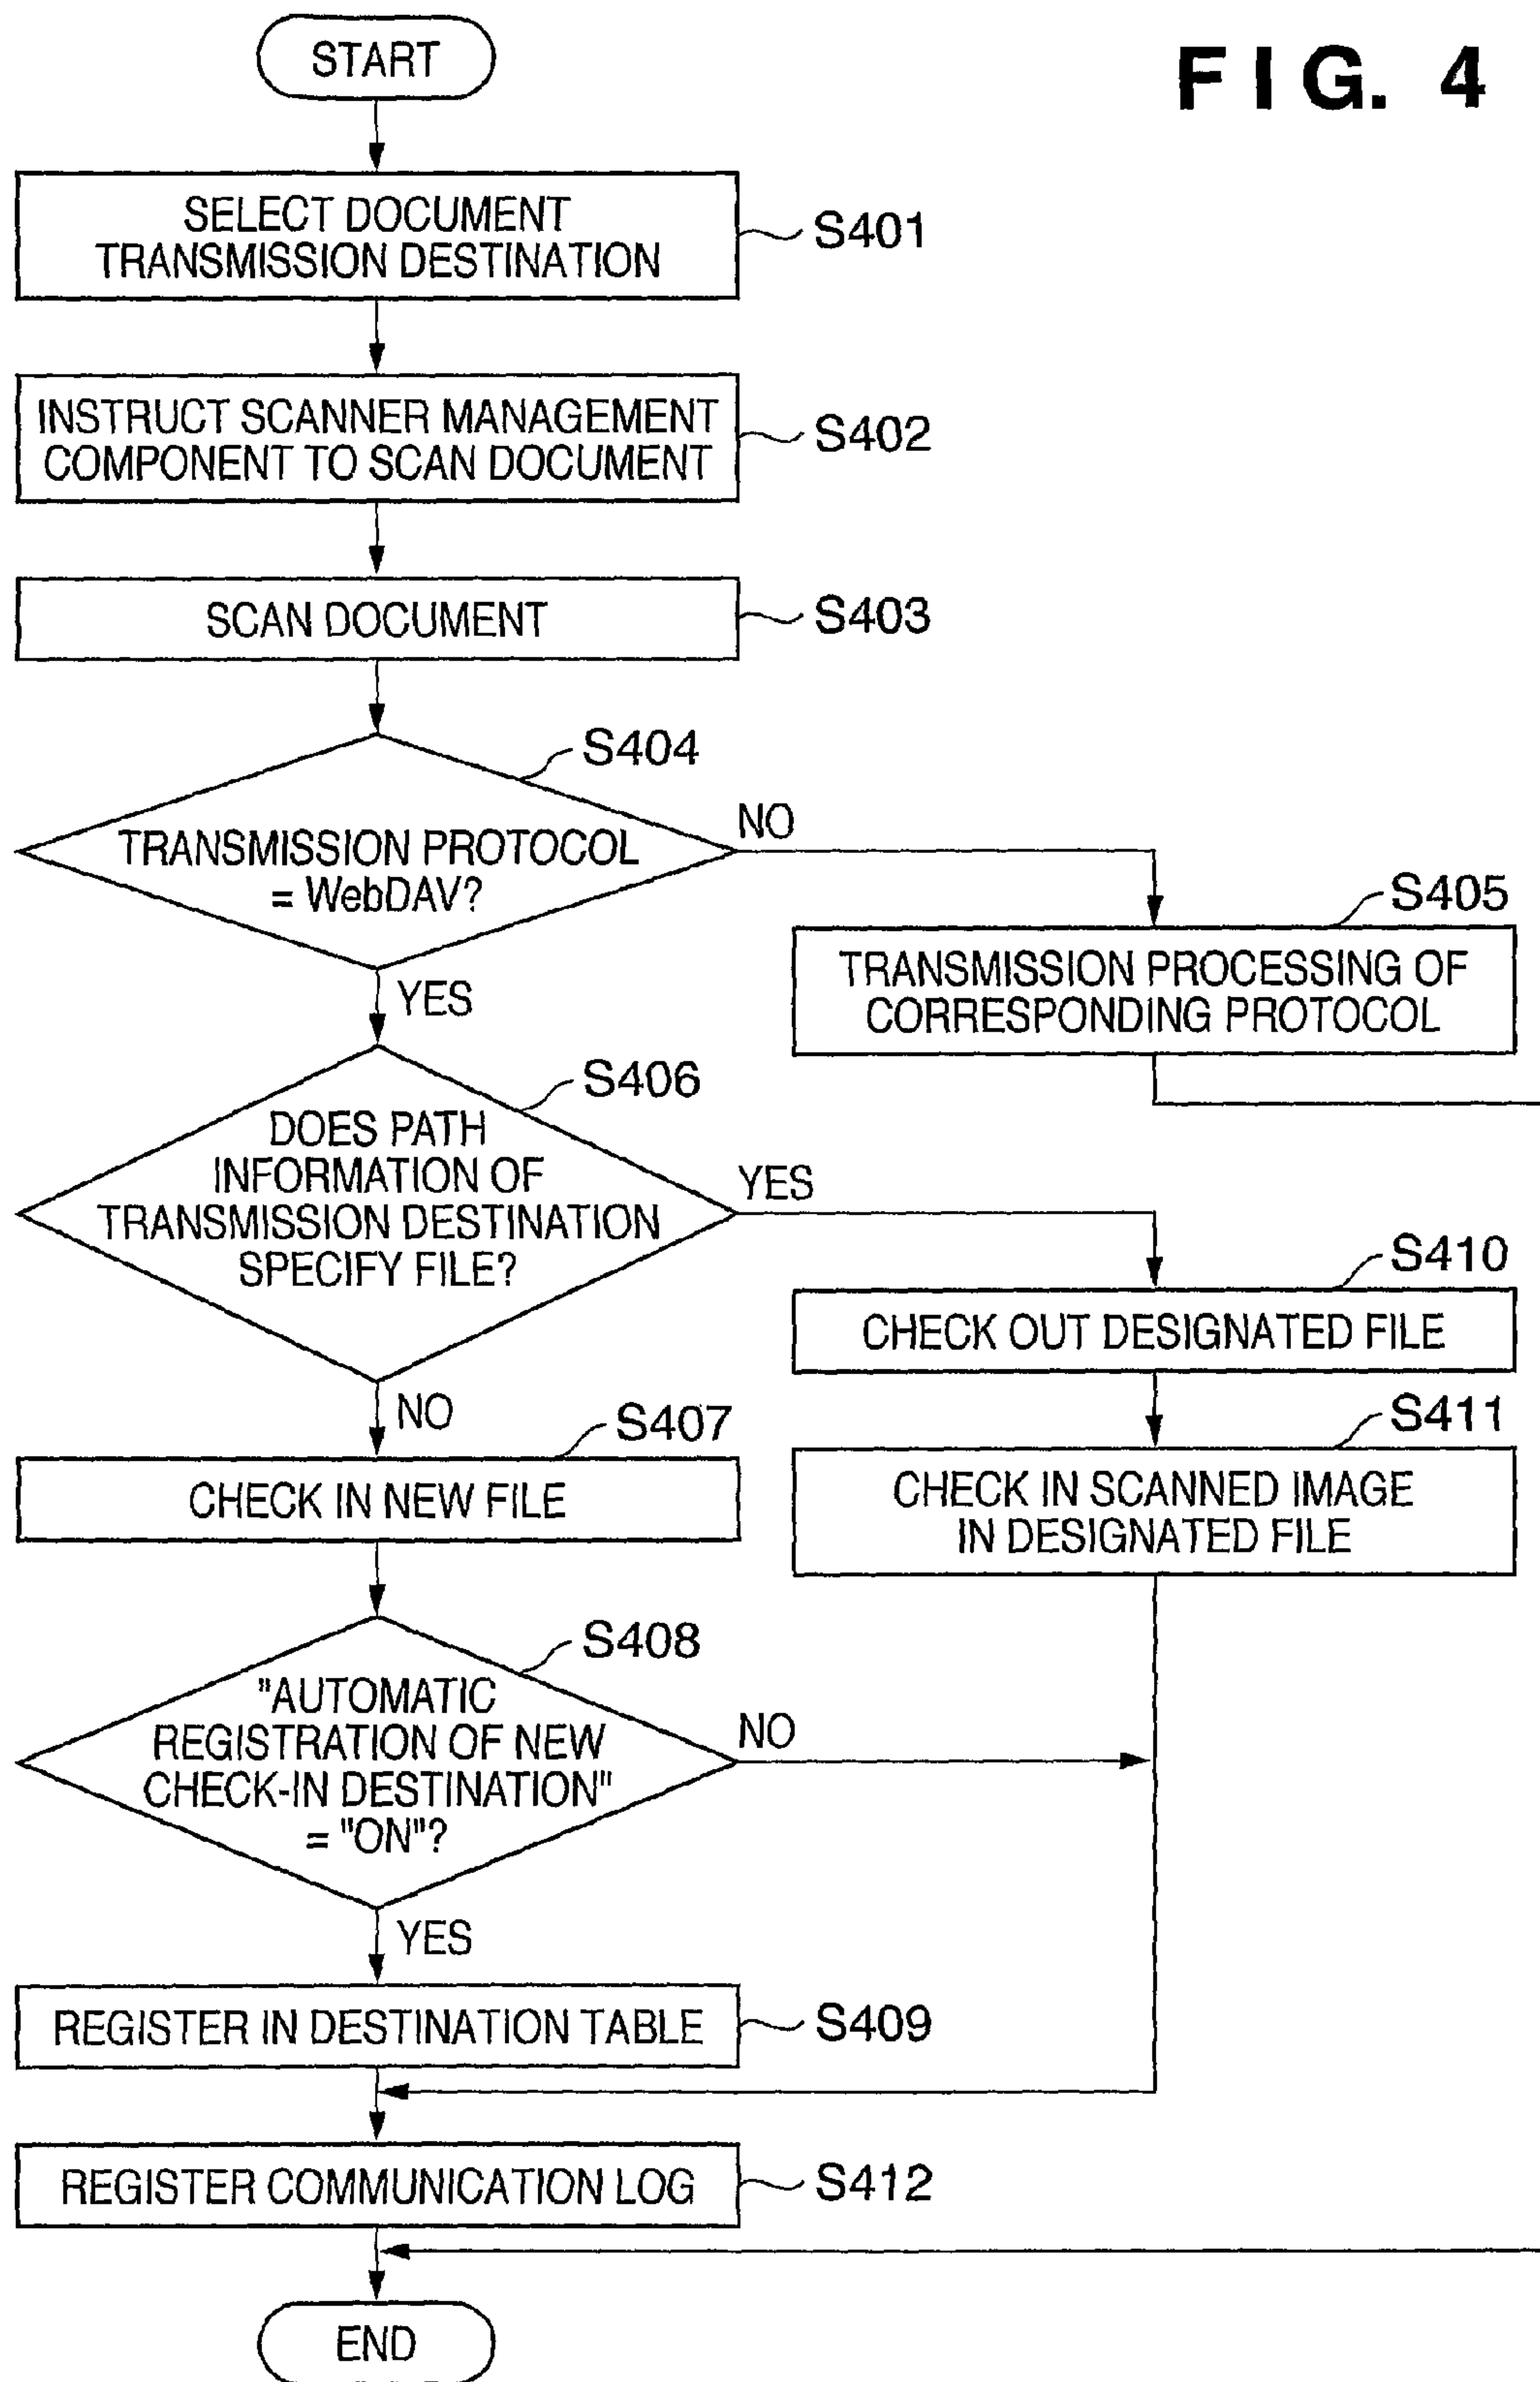 FIG. 4
START
SELECT DOCUMENT
TRANSMISSION DESTINATION
S401
INSTRUCT SCANNER MANAGEMENT
COMPONENT TO SCAN DOCUMENT
S402
SCAN DOCUMENT
S403
S404
TRANSMISSION PROTOCOL
= WebDAV?
NO
YES
S405
TRANSMISSION PROCESSING OF
CORRESPONDING PROTOCOL
S406
DOES PATH
INFORMATION OF
TRANSMISSION DESTINATION
SPECIFY FILE?
YES
NO
S410
CHECK OUT DESIGNATED FILE
S411
CHECK IN SCANNED IMAGE
IN DESIGNATED FILE
S407
CHECK IN NEW FILE
S408
"AUTOMATIC
REGISTRATION OF NEW
CHECK-IN DESTINATION"
= "ON"?
NO
YES
REGISTER IN DESTINATION TABLE
S409
REGISTER COMMUNICATION LOG
S412
END